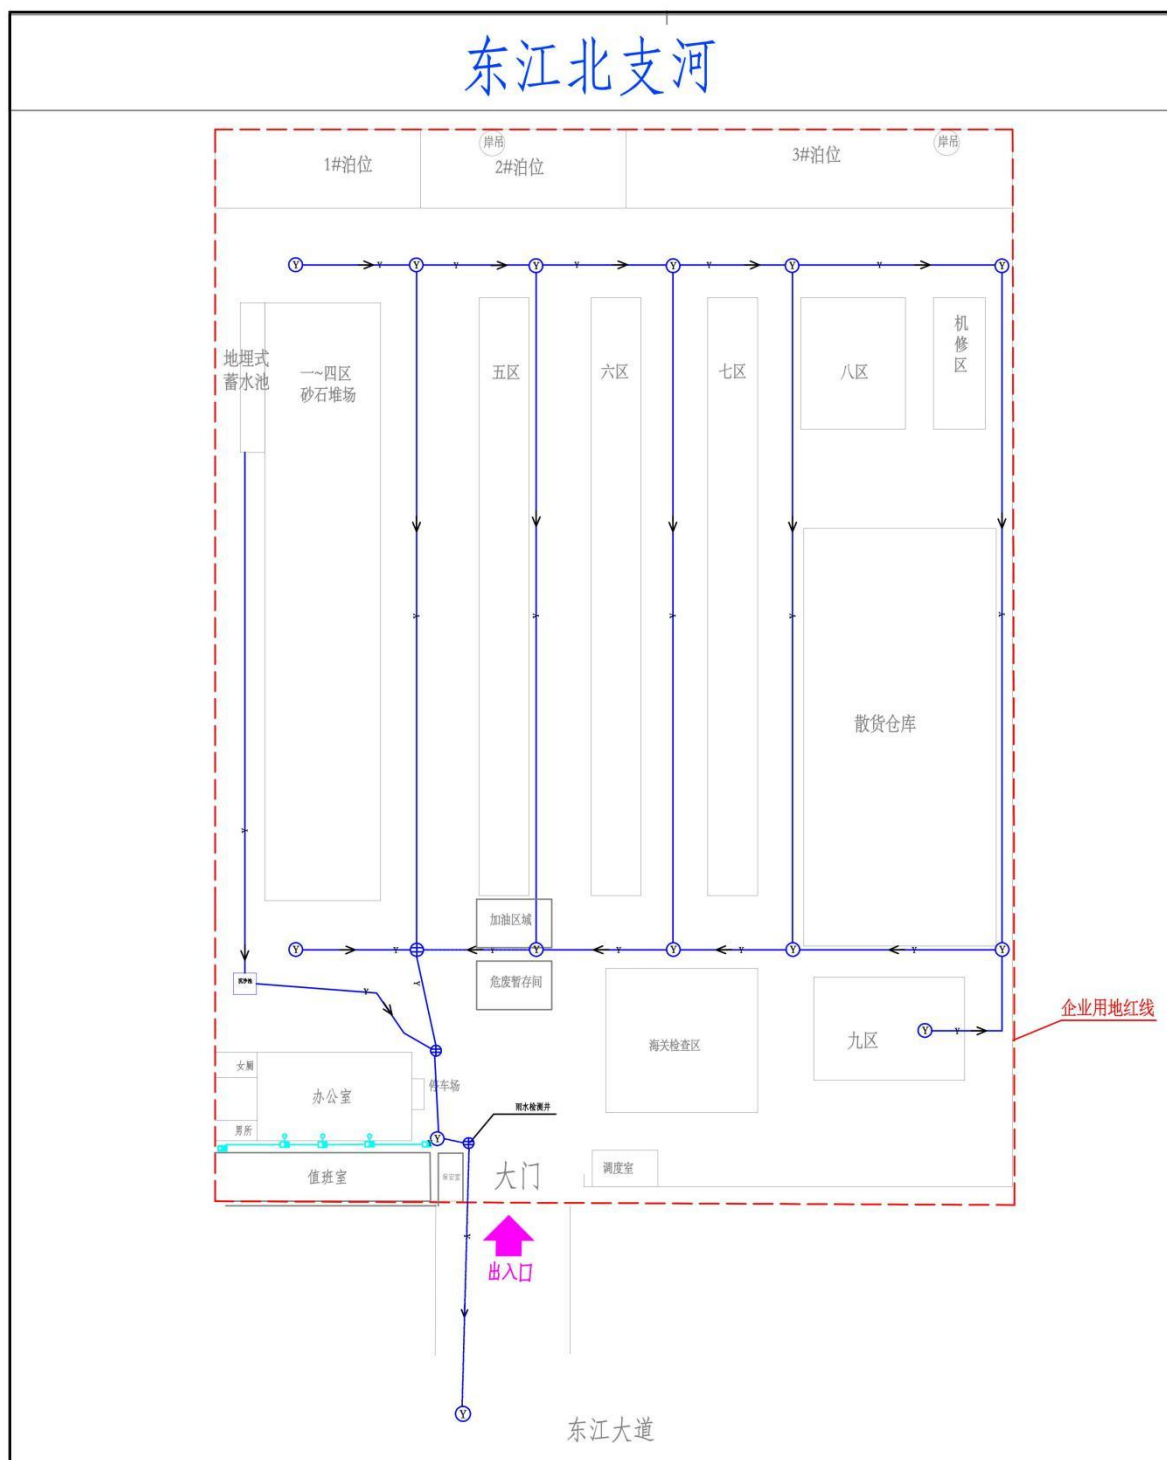 东江北支河
1#泊位
岸吊
2#泊位
3#泊位
岸吊
Y
Y
Y
Y
Y
Y
Y
Y
Y
Y
Y
地埋式
蓄水池
一~四区
砂石堆场
五区
六区
七区
八区
机
修
区
Y
Y
Y
Y
Y
散货仓库
Y
加油区域
Y
Y
Y
Y
Y
Y
Y
Y
Y
Y
危废暂存间
Y
Y
海关检查区
九区
Y
Y
企业用地红线
女厕
办公室
停车场
男所
雨水检测井
Y
值班室
保安室
大门
调度室
Y
出入口
Y
东江大道